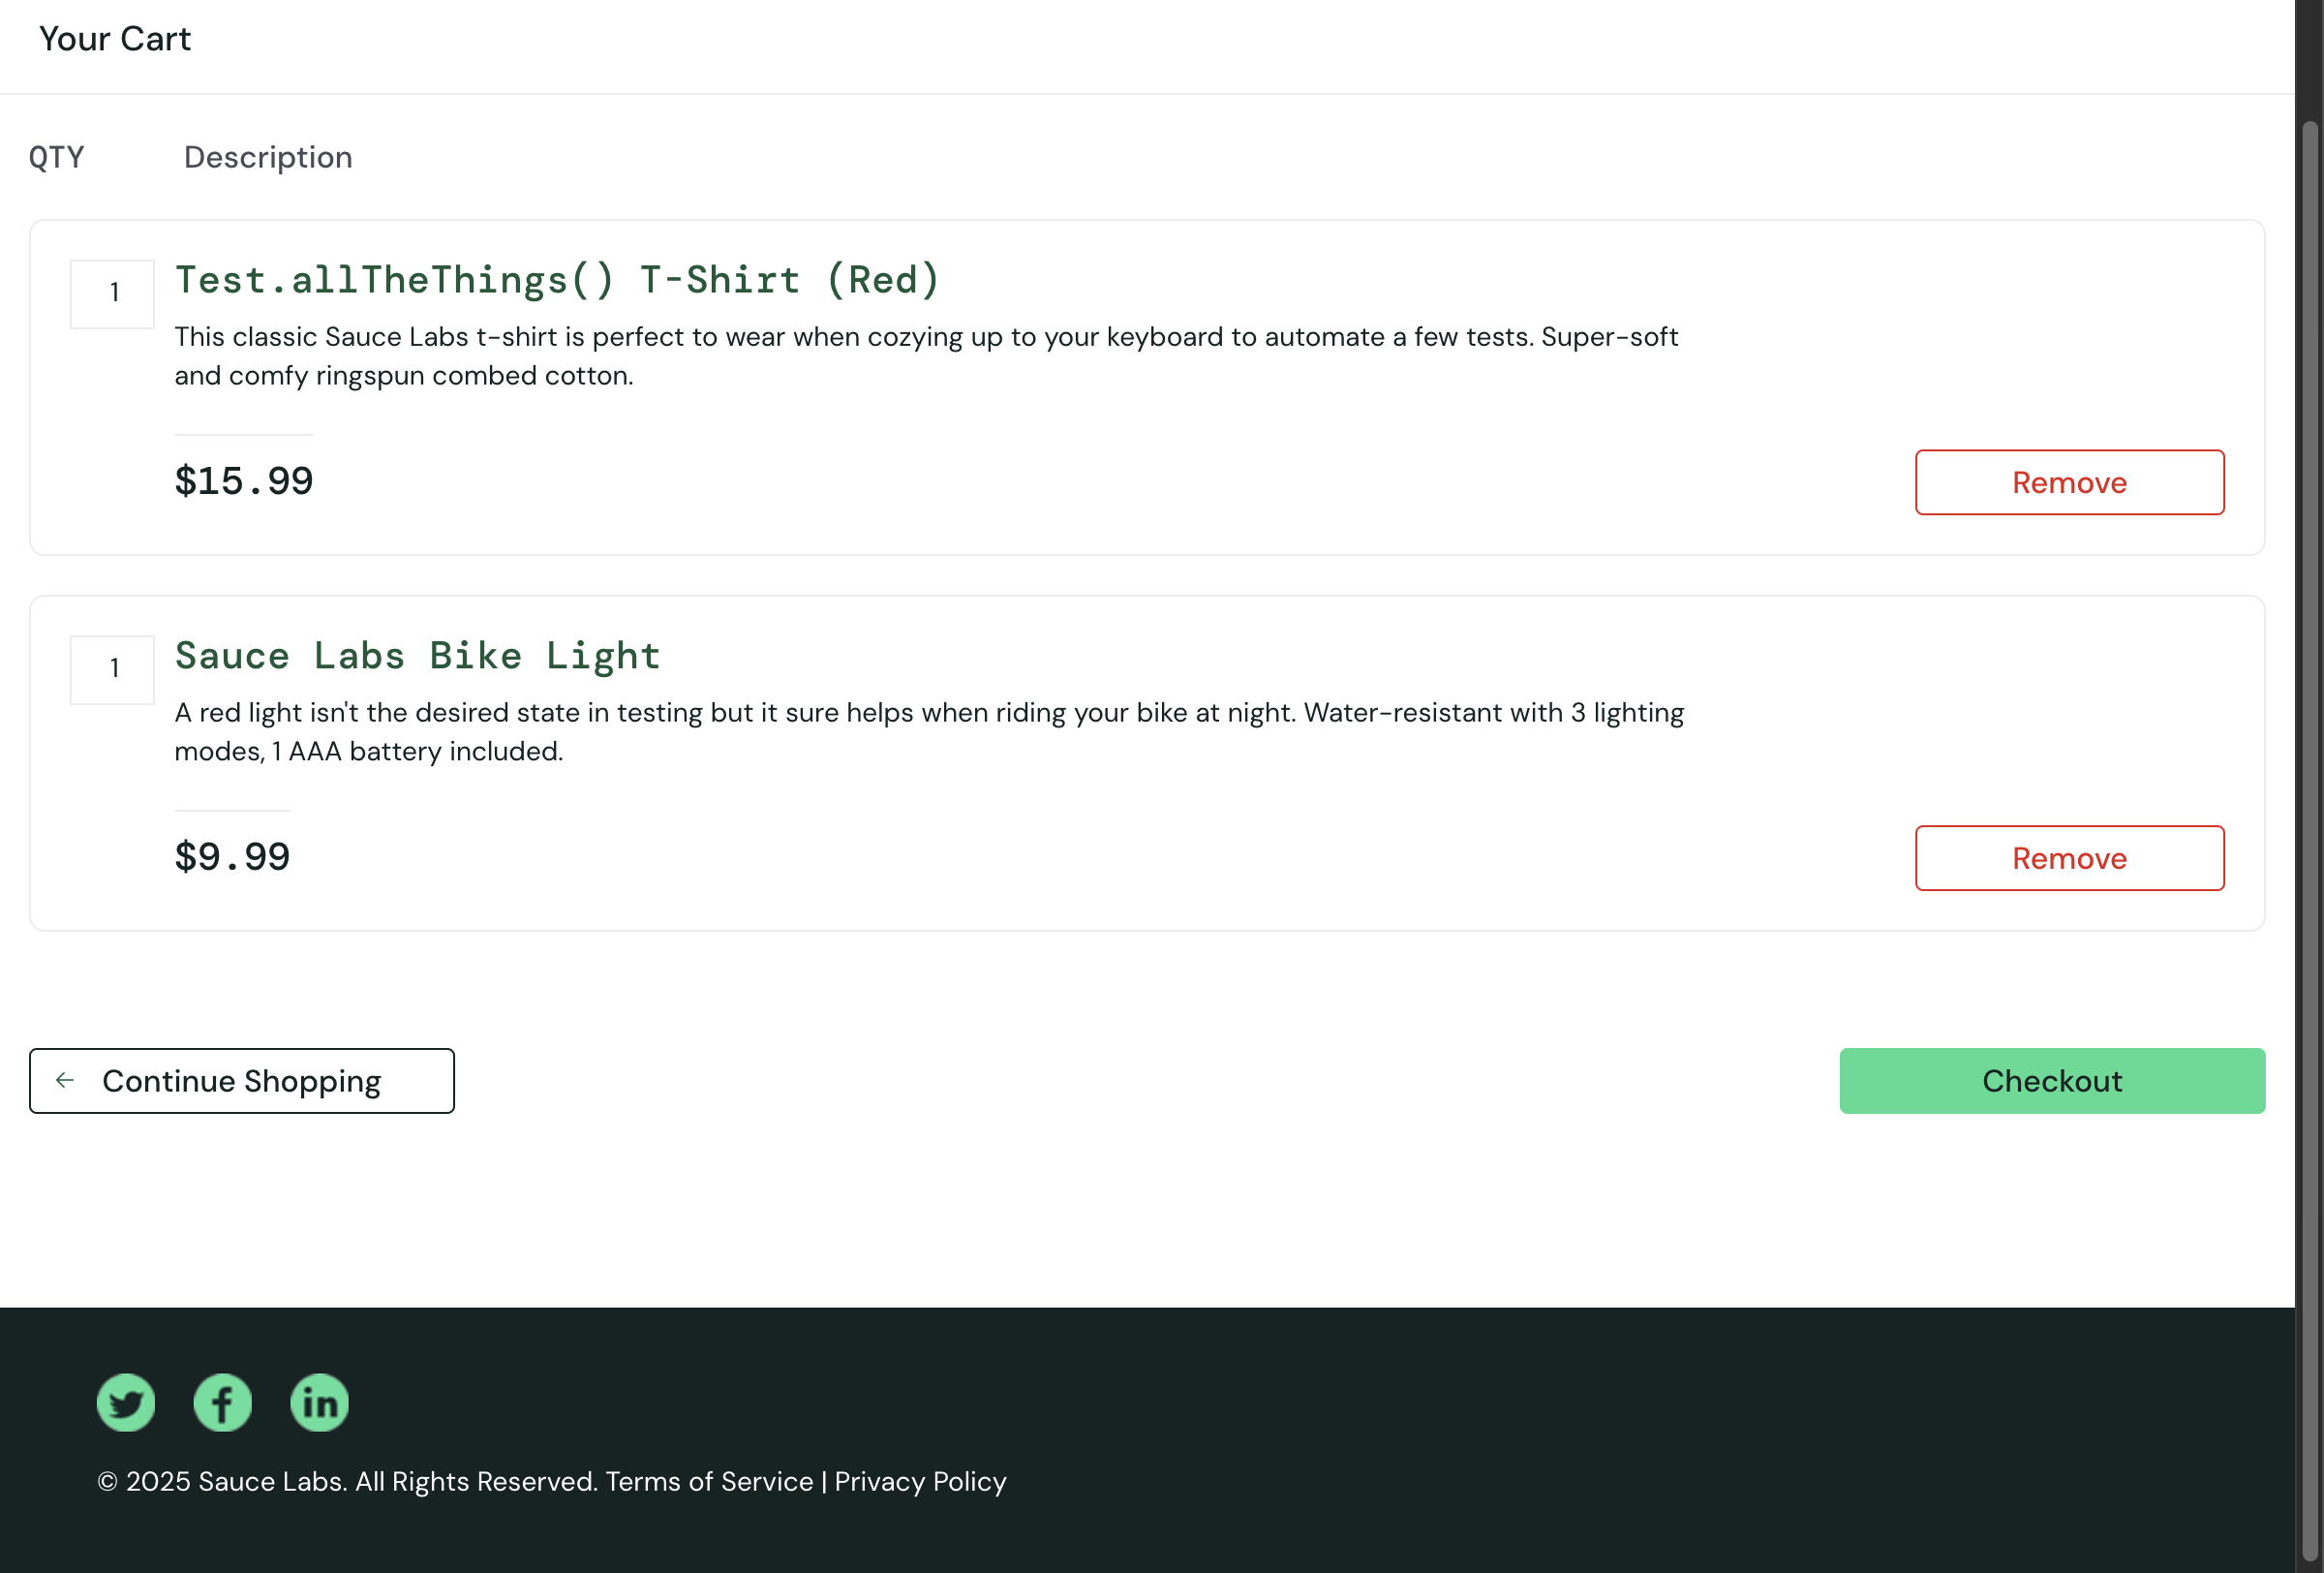 Your Cart
QTY Description
1 Test.allTheThings() T-Shirt (Red)
This classic Sauce Labs t-shirt is perfect to wear when cozying up to your keyboard to automate a few tests. Super-soft
and comfy ringspun combed cotton.
$15.99 Remove
1 Sauce Labs Bike Light
A red light isn't the desired state in testing but it sure helps when riding your bike at night. Water-resistant with 3 lighting
modes, 1 AAA battery included.
$9.99 Remove
Continue Shopping Checkout
© 2025 Sauce Labs. All Rights Reserved. Terms of Service | Privacy Policy